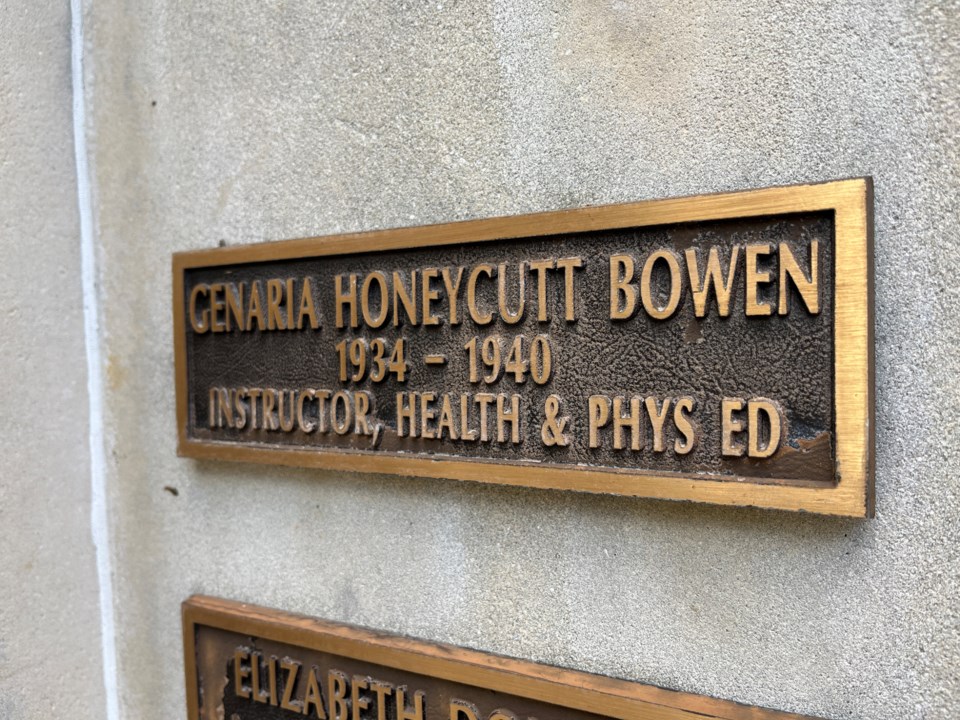 GENARIA HONEYCUTT BOWEN
1934 - 1940
INSTRUCTOR, HEALTH & PHYS ED
ELIZABETH